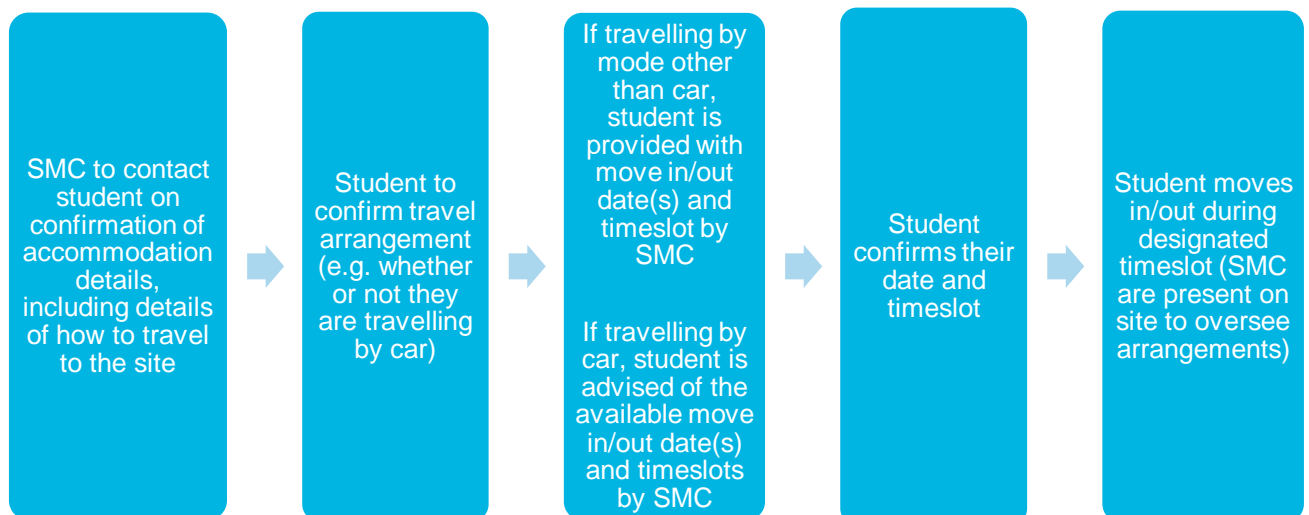 SMC to contact
student on
confirmation of
accommodation
details,
including details
of how to travel
to the site
Student to
confirm travel
arrangement
(e.g. whether
or not they
are travelling
by car)
If travelling by
mode other
than car,
student is
provided with
move in/out
date(s) and
timeslot by
SMC
If travelling by
car, student is
advised of the
available move
in/out date(s)
and timeslots
by SMC
Student
confirms their
date and
timeslot
Student moves
in/out during
designated
timeslot (SMC
are present on
site to oversee
arrangements)